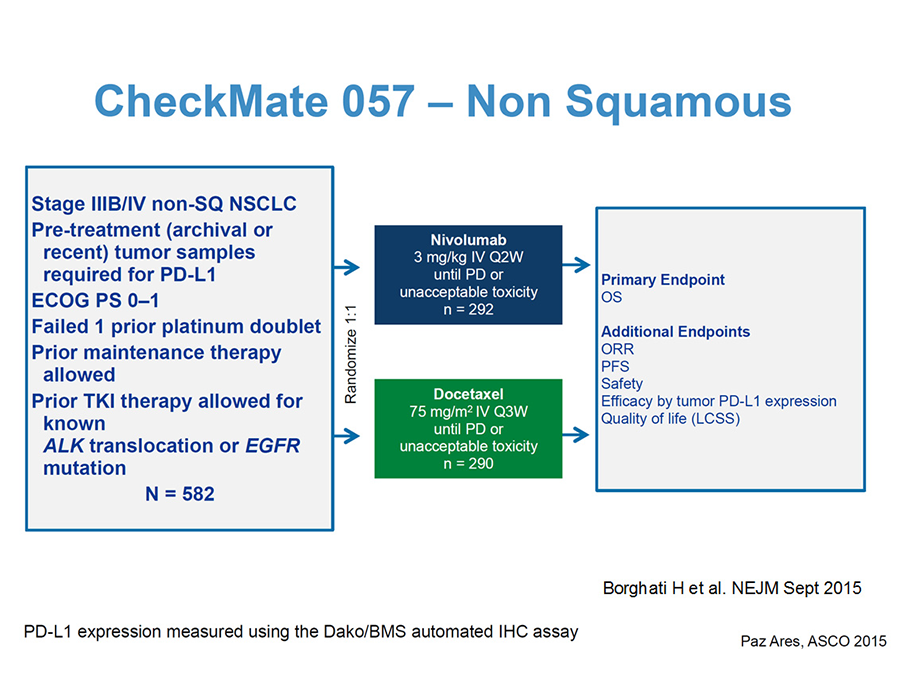 CheckMate 057 – Non Squamous
Stage IIIB/IV non-SQ NSCLC
Pre-treatment (archival or
recent) tumor samples
required for PD-L1
ECOG PS 0–1
Failed 1 prior platinum doublet
Prior maintenance therapy
allowed
Prior TKI therapy allowed for
known
ALK translocation or EGFR
mutation
N = 582
Randomize 1:1
Nivolumab
3 mg/kg IV Q2W
until PD or
unacceptable toxicity
n = 292
Docetaxel
75 mg/m² IV Q3W
until PD or
unacceptable toxicity
n = 290
Primary Endpoint
OS
Additional Endpoints
ORR
PFS
Safety
Efficacy by tumor PD-L1 expression
Quality of life (LCSS)
Borghati H et al. NEJM Sept 2015
PD-L1 expression measured using the Dako/BMS automated IHC assay
Paz Ares, ASCO 2015